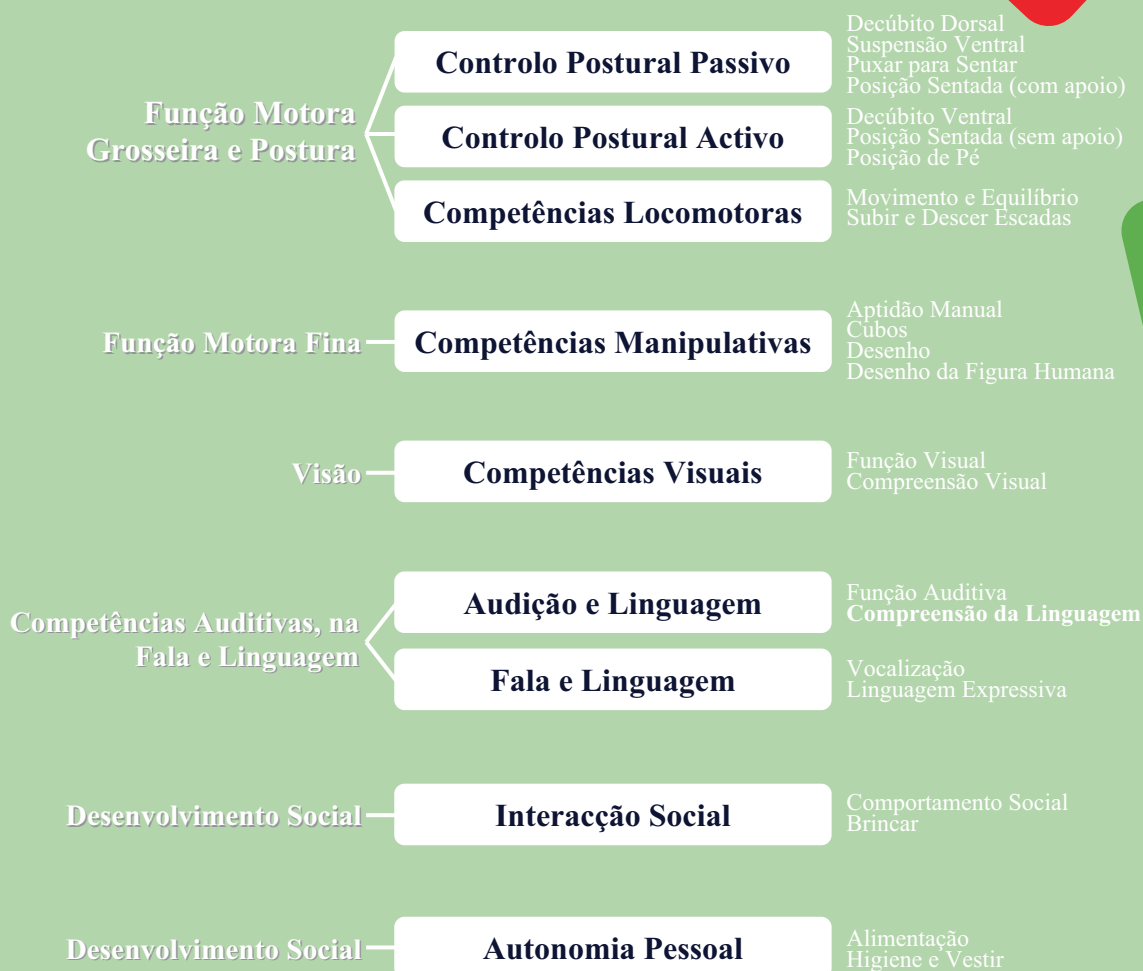 Função Motora
Grosseira e Postura
Controlo Postural Passivo
Decúbito Dorsal
Suspensão Ventral
Puxar para Sentar
Posição Sentada (com apoio)
Controlo Postural Activo
Decúbito Ventral
Posição Sentada (sem apoio)
Posição de Pé
Competências Locomotoras
Movimento e Equilíbrio
Subir e Descer Escadas
Função Motora Fina
Competências Manipulativas
Aptidão Manual
Cubos
Desenho
Desenho da Figura Humana
Visão
Competências Visuais
Função Visual
Compreensão Visual
Competências Auditivas, na
Fala e Linguagem
Audição e Linguagem
Função Auditiva
Compreensão da Linguagem
Fala e Linguagem
Vocalização
Linguagem Expressiva
Desenvolvimento Social
Interacção Social
Comportamento Social
Brincar
Desenvolvimento Social
Autonomia Pessoal
Alimentação
Higiene e Vestir